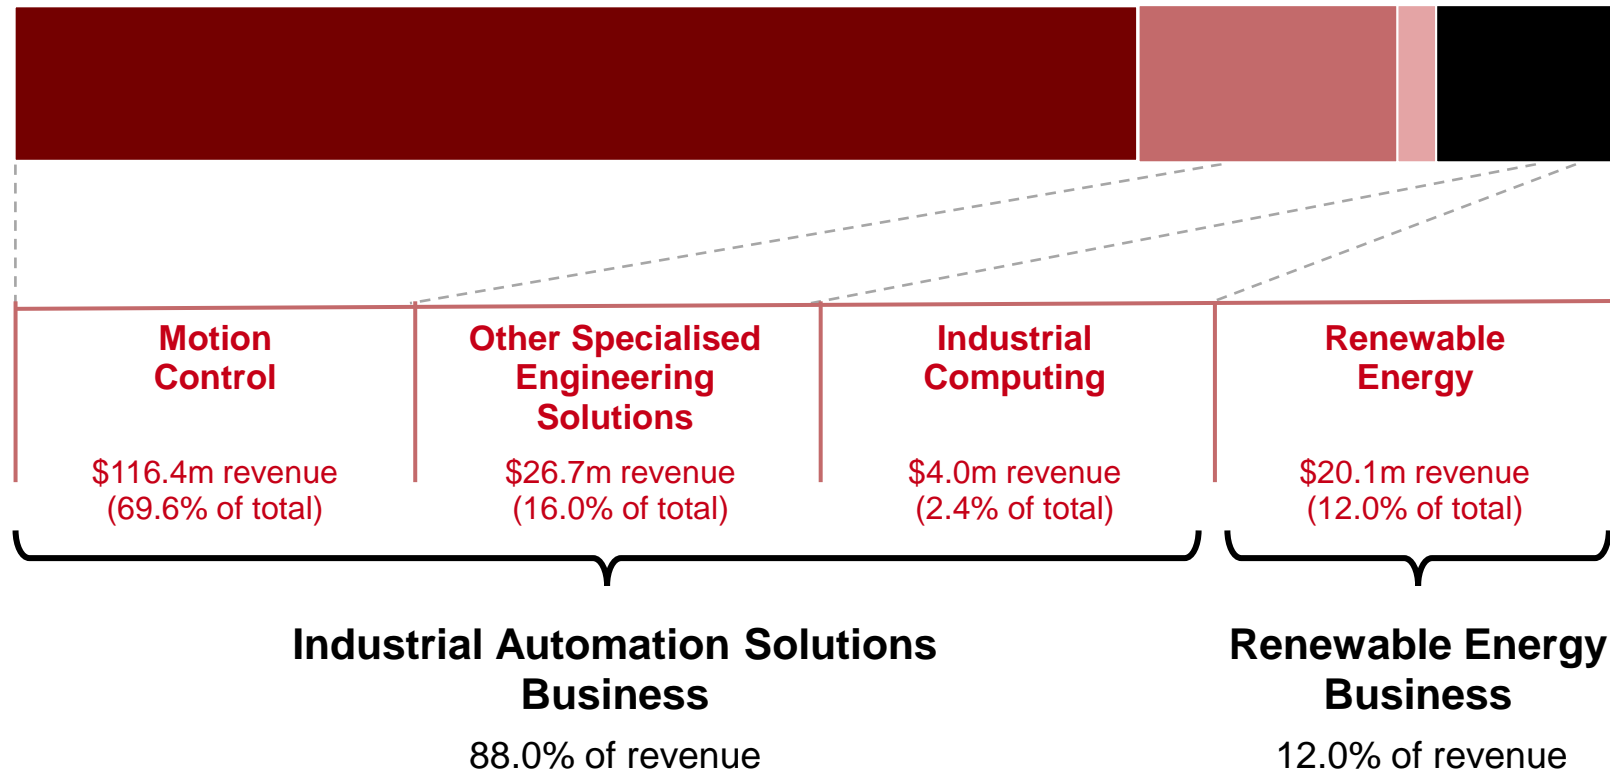 Motion
Control
$116.4m revenue
(69.6% of total)
Other Specialised
Engineering
Solutions
$26.7m revenue
(16.0% of total)
Industrial
Computing
$4.0m revenue
(2.4% of total)
Renewable
Energy
$20.1m revenue
(12.0% of total)
Industrial Automation Solutions
Business
88.0% of revenue
Renewable Energy
Business
12.0% of revenue